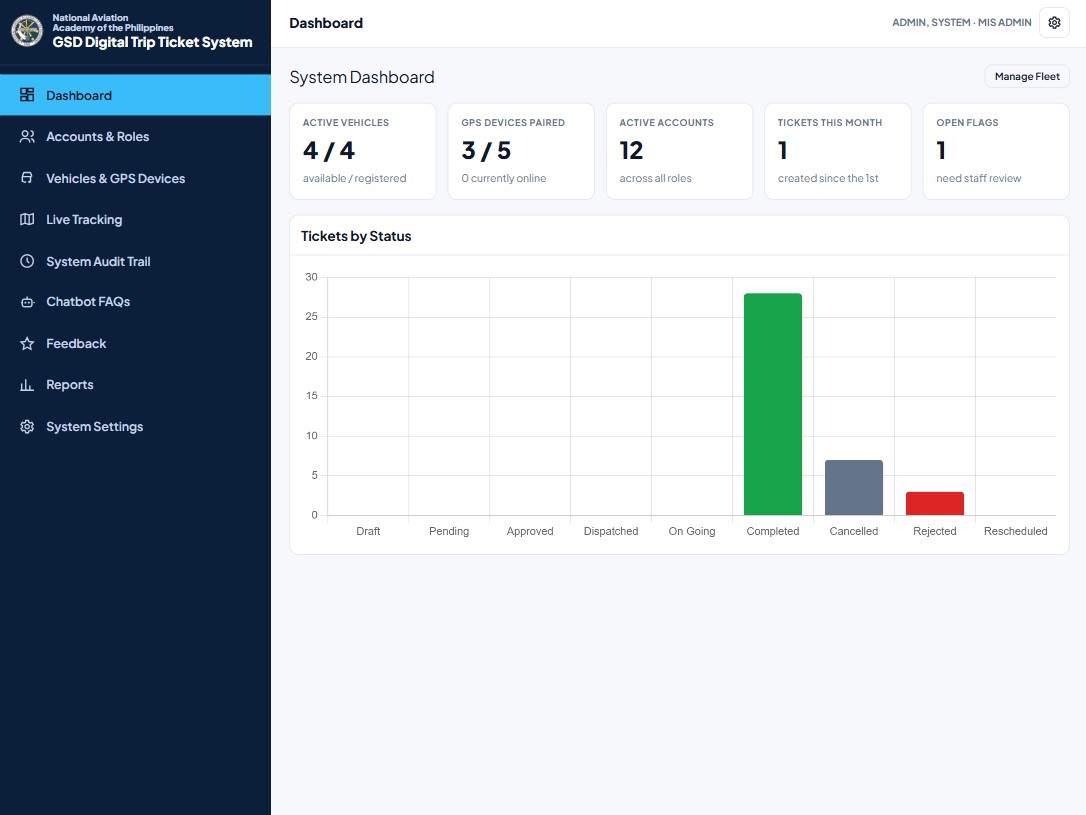 National Aviation
Academy of the Philippines
GSD Digital Trip Ticket System
Dashboard
Accounts & Roles
Vehicles & GPS Devices
Live Tracking
System Audit Trail
Chatbot FAQs
Feedback
Reports
System Settings
Dashboard
ADMIN, SYSTEM · MIS ADMIN
System Dashboard
Manage Fleet
ACTIVE VEHICLES
4 / 4
available / registered
GPS DEVICES PAIRED
3 / 5
0 currently online
ACTIVE ACCOUNTS
12
across all roles
TICKETS THIS MONTH
1
created since the 1st
OPEN FLAGS
1
need staff review
Tickets by Status
30
25
20
15
10
5
0
Draft
Pending
Approved
Dispatched
On Going
Completed
Cancelled
Rejected
Rescheduled